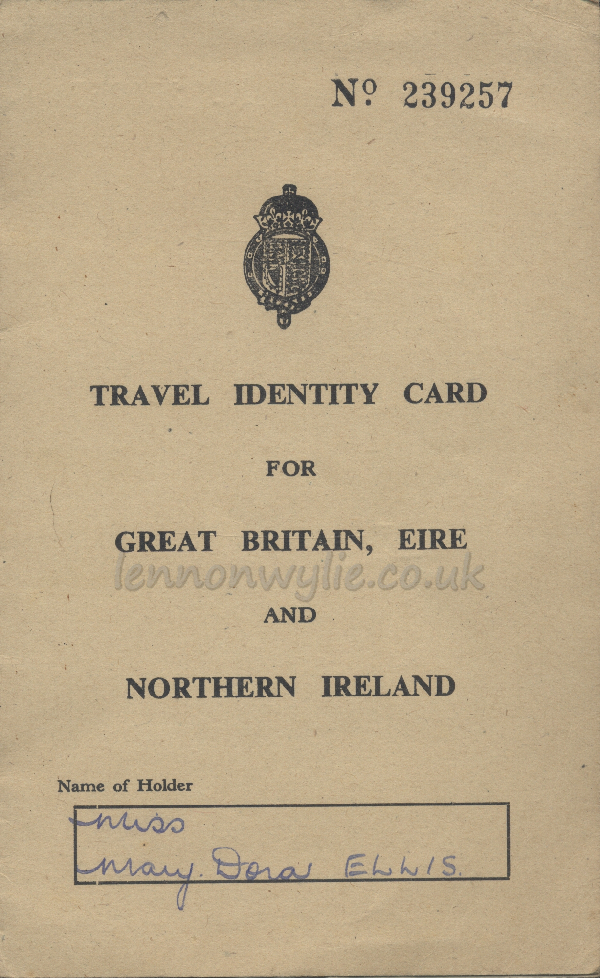 Nº 239257
TRAVEL IDENTITY CARD
FOR
GREAT BRITAIN, EIRE
lennonwylie.co.uk
AND
NORTHERN IRELAND
Name of Holder
Miss
Mary. Dora ELLIS.